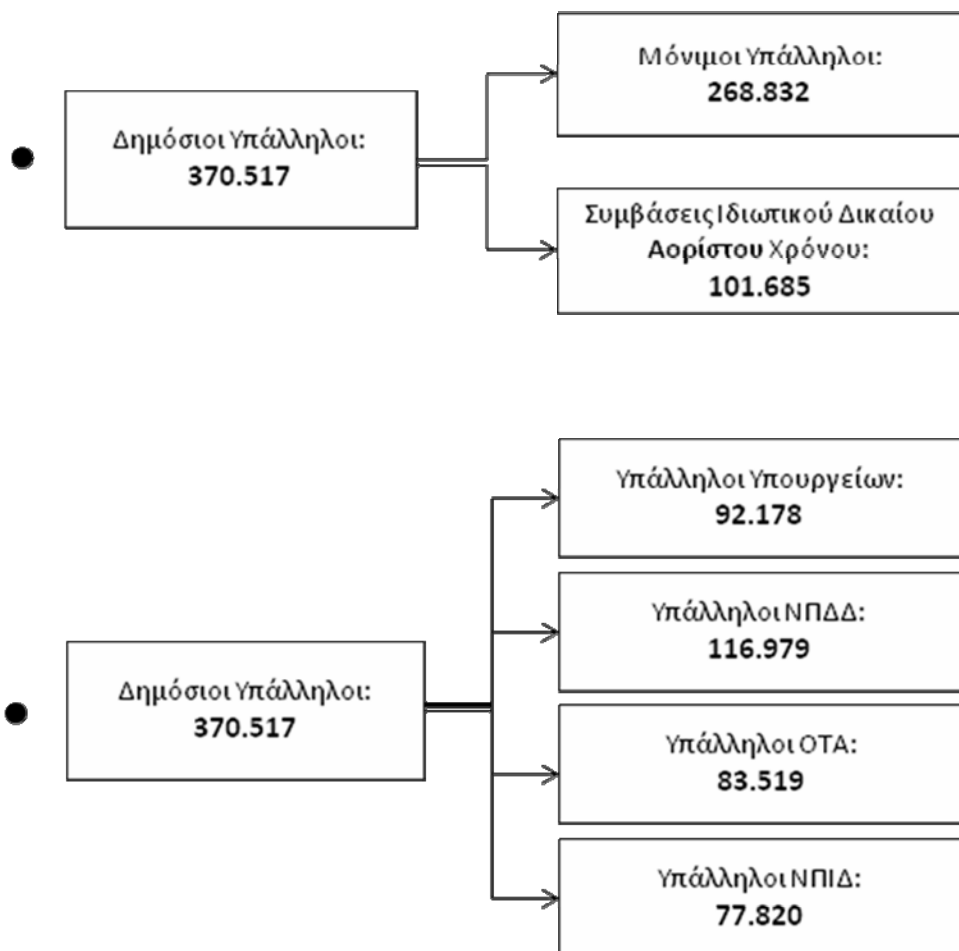 Μόνιμοι Υπάλληλοι:
268.832
Δημόσιοι Υπάλληλοι:
370.517
Συμβάσεις Ιδιωτικού Δικαίου
Αορίστου Χρόνου:
101.685
Υπάλληλοι Υπουργείων:
92.178
Υπάλληλοι ΝΠΔΔ:
116.979
Δημόσιοι Υπάλληλοι:
370.517
Υπάλληλοι ΟΤΑ:
83.519
Υπάλληλοι ΝΠΙΔ:
77.820